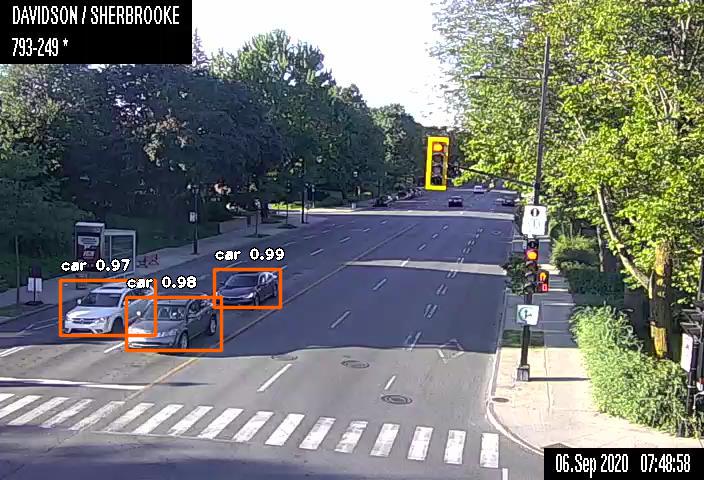 DAVIDSON / SHERBROOKE
793-249 *
car 0.99
car 0.97
car 0.98
06.Sep 2020 07:48:58